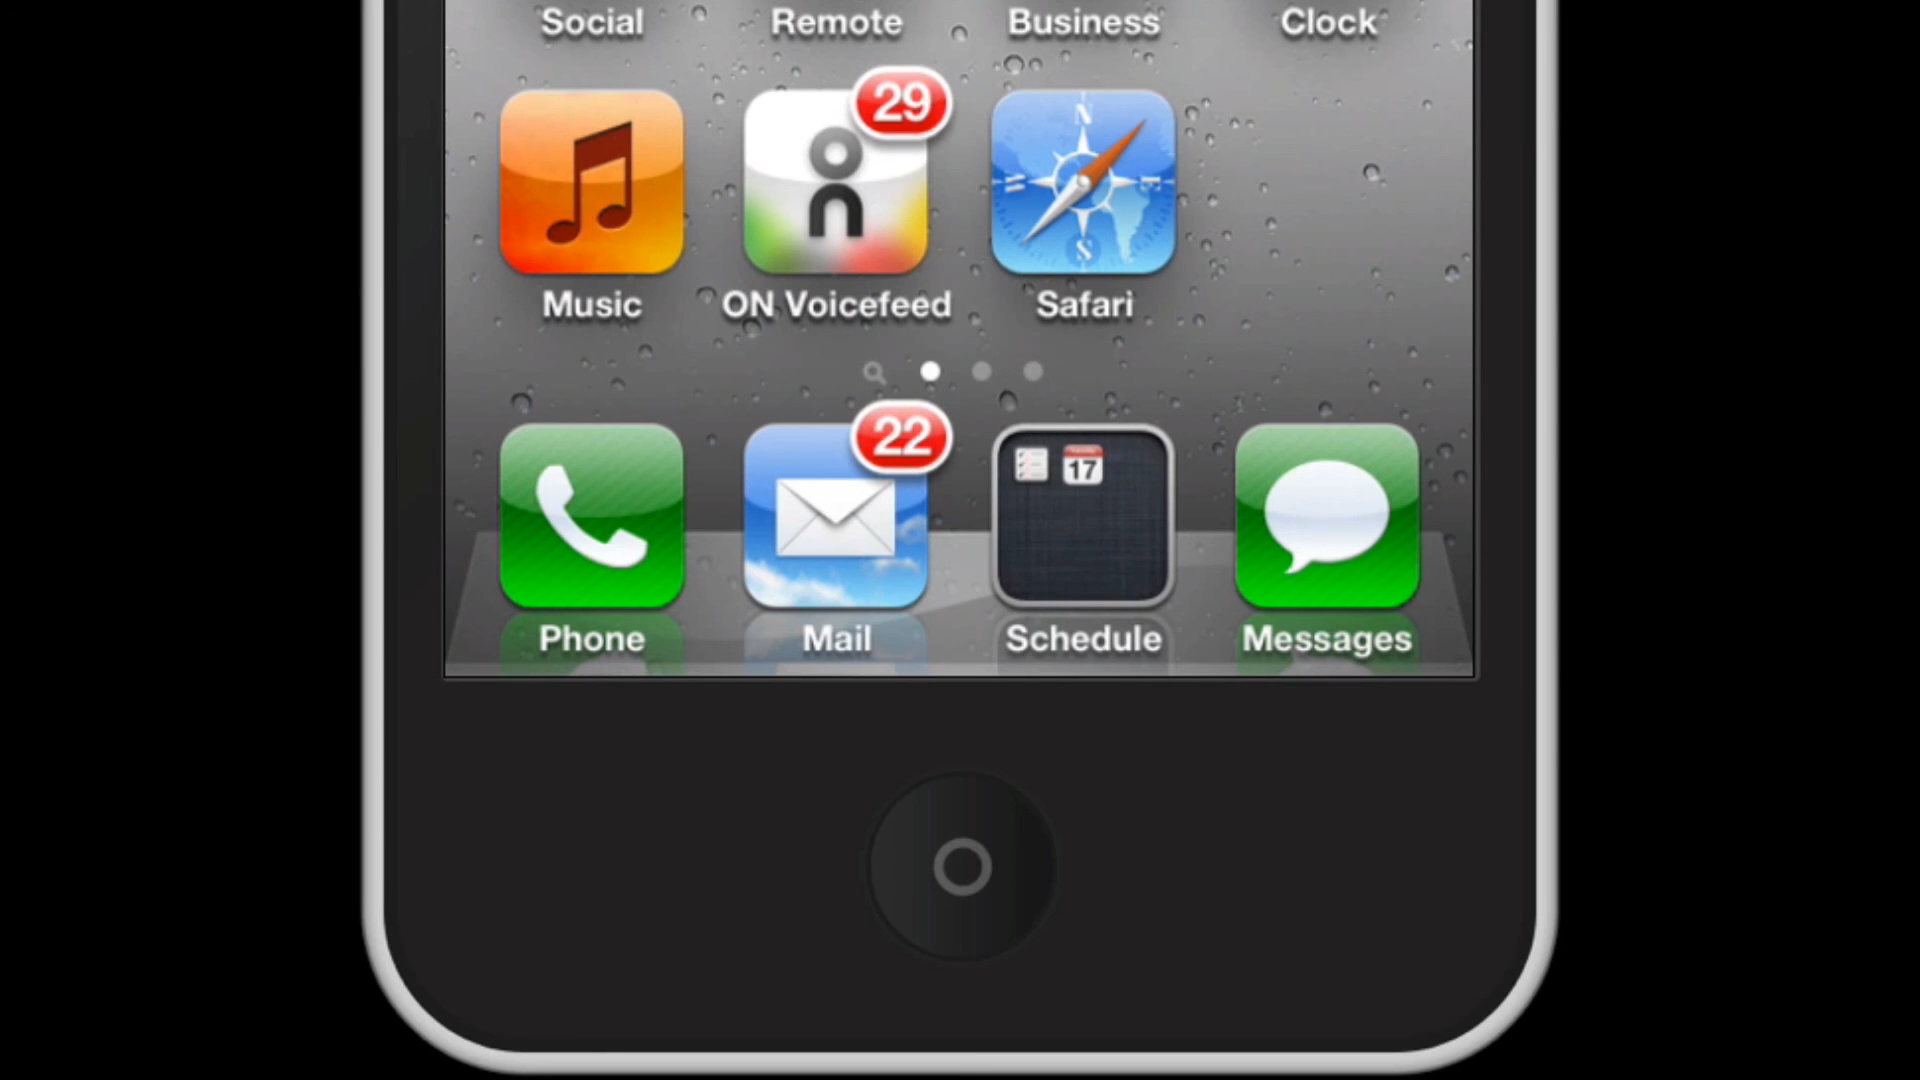 Social Remote Business Clock
29
N
S
Music ON Voicefeed Safari
22
17
Phone Mail Schedule Messages